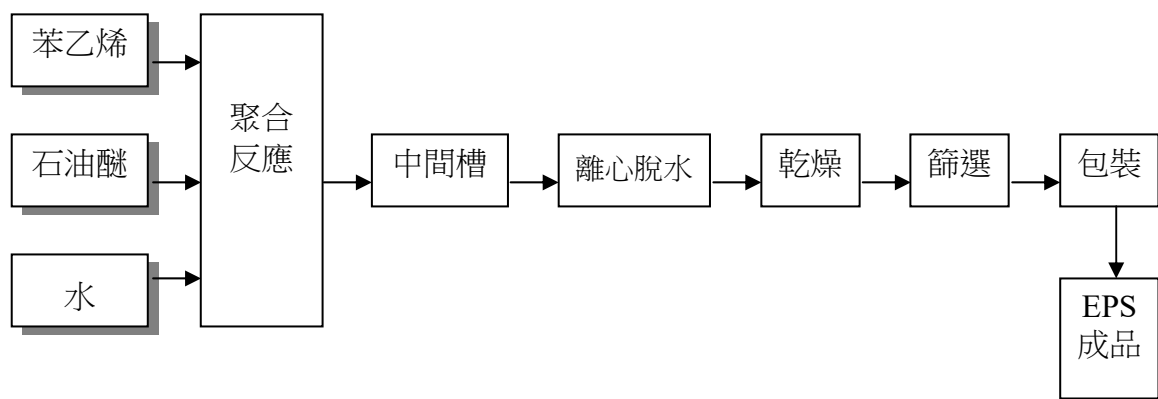 苯乙烯
石油醚
水
聚合
反應
中間槽
離心脫水
乾燥
篩選
包裝
EPS
成品